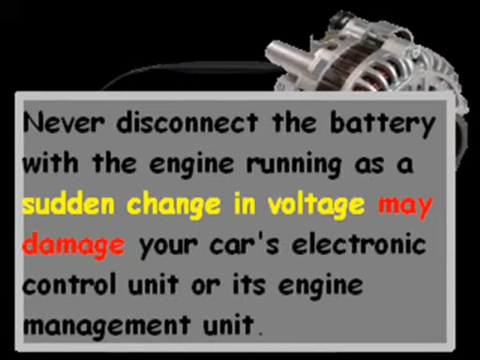 Never disconnect the battery
with the engine running as a
sudden change in voltage may
damage your car's electronic
control unit or its engine
management unit.